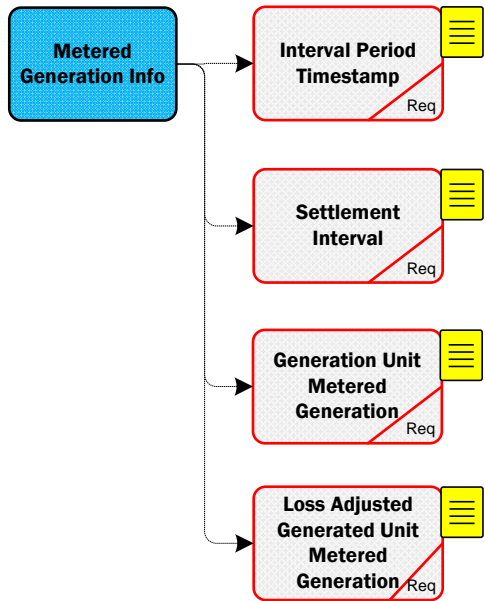 Metered
Generation Info
Interval Period
Timestamp
Req
Settlement
Interval
Req
Generation Unit
Metered
Generation
Req
Loss Adjusted
Generated Unit
Metered
Generation
Req